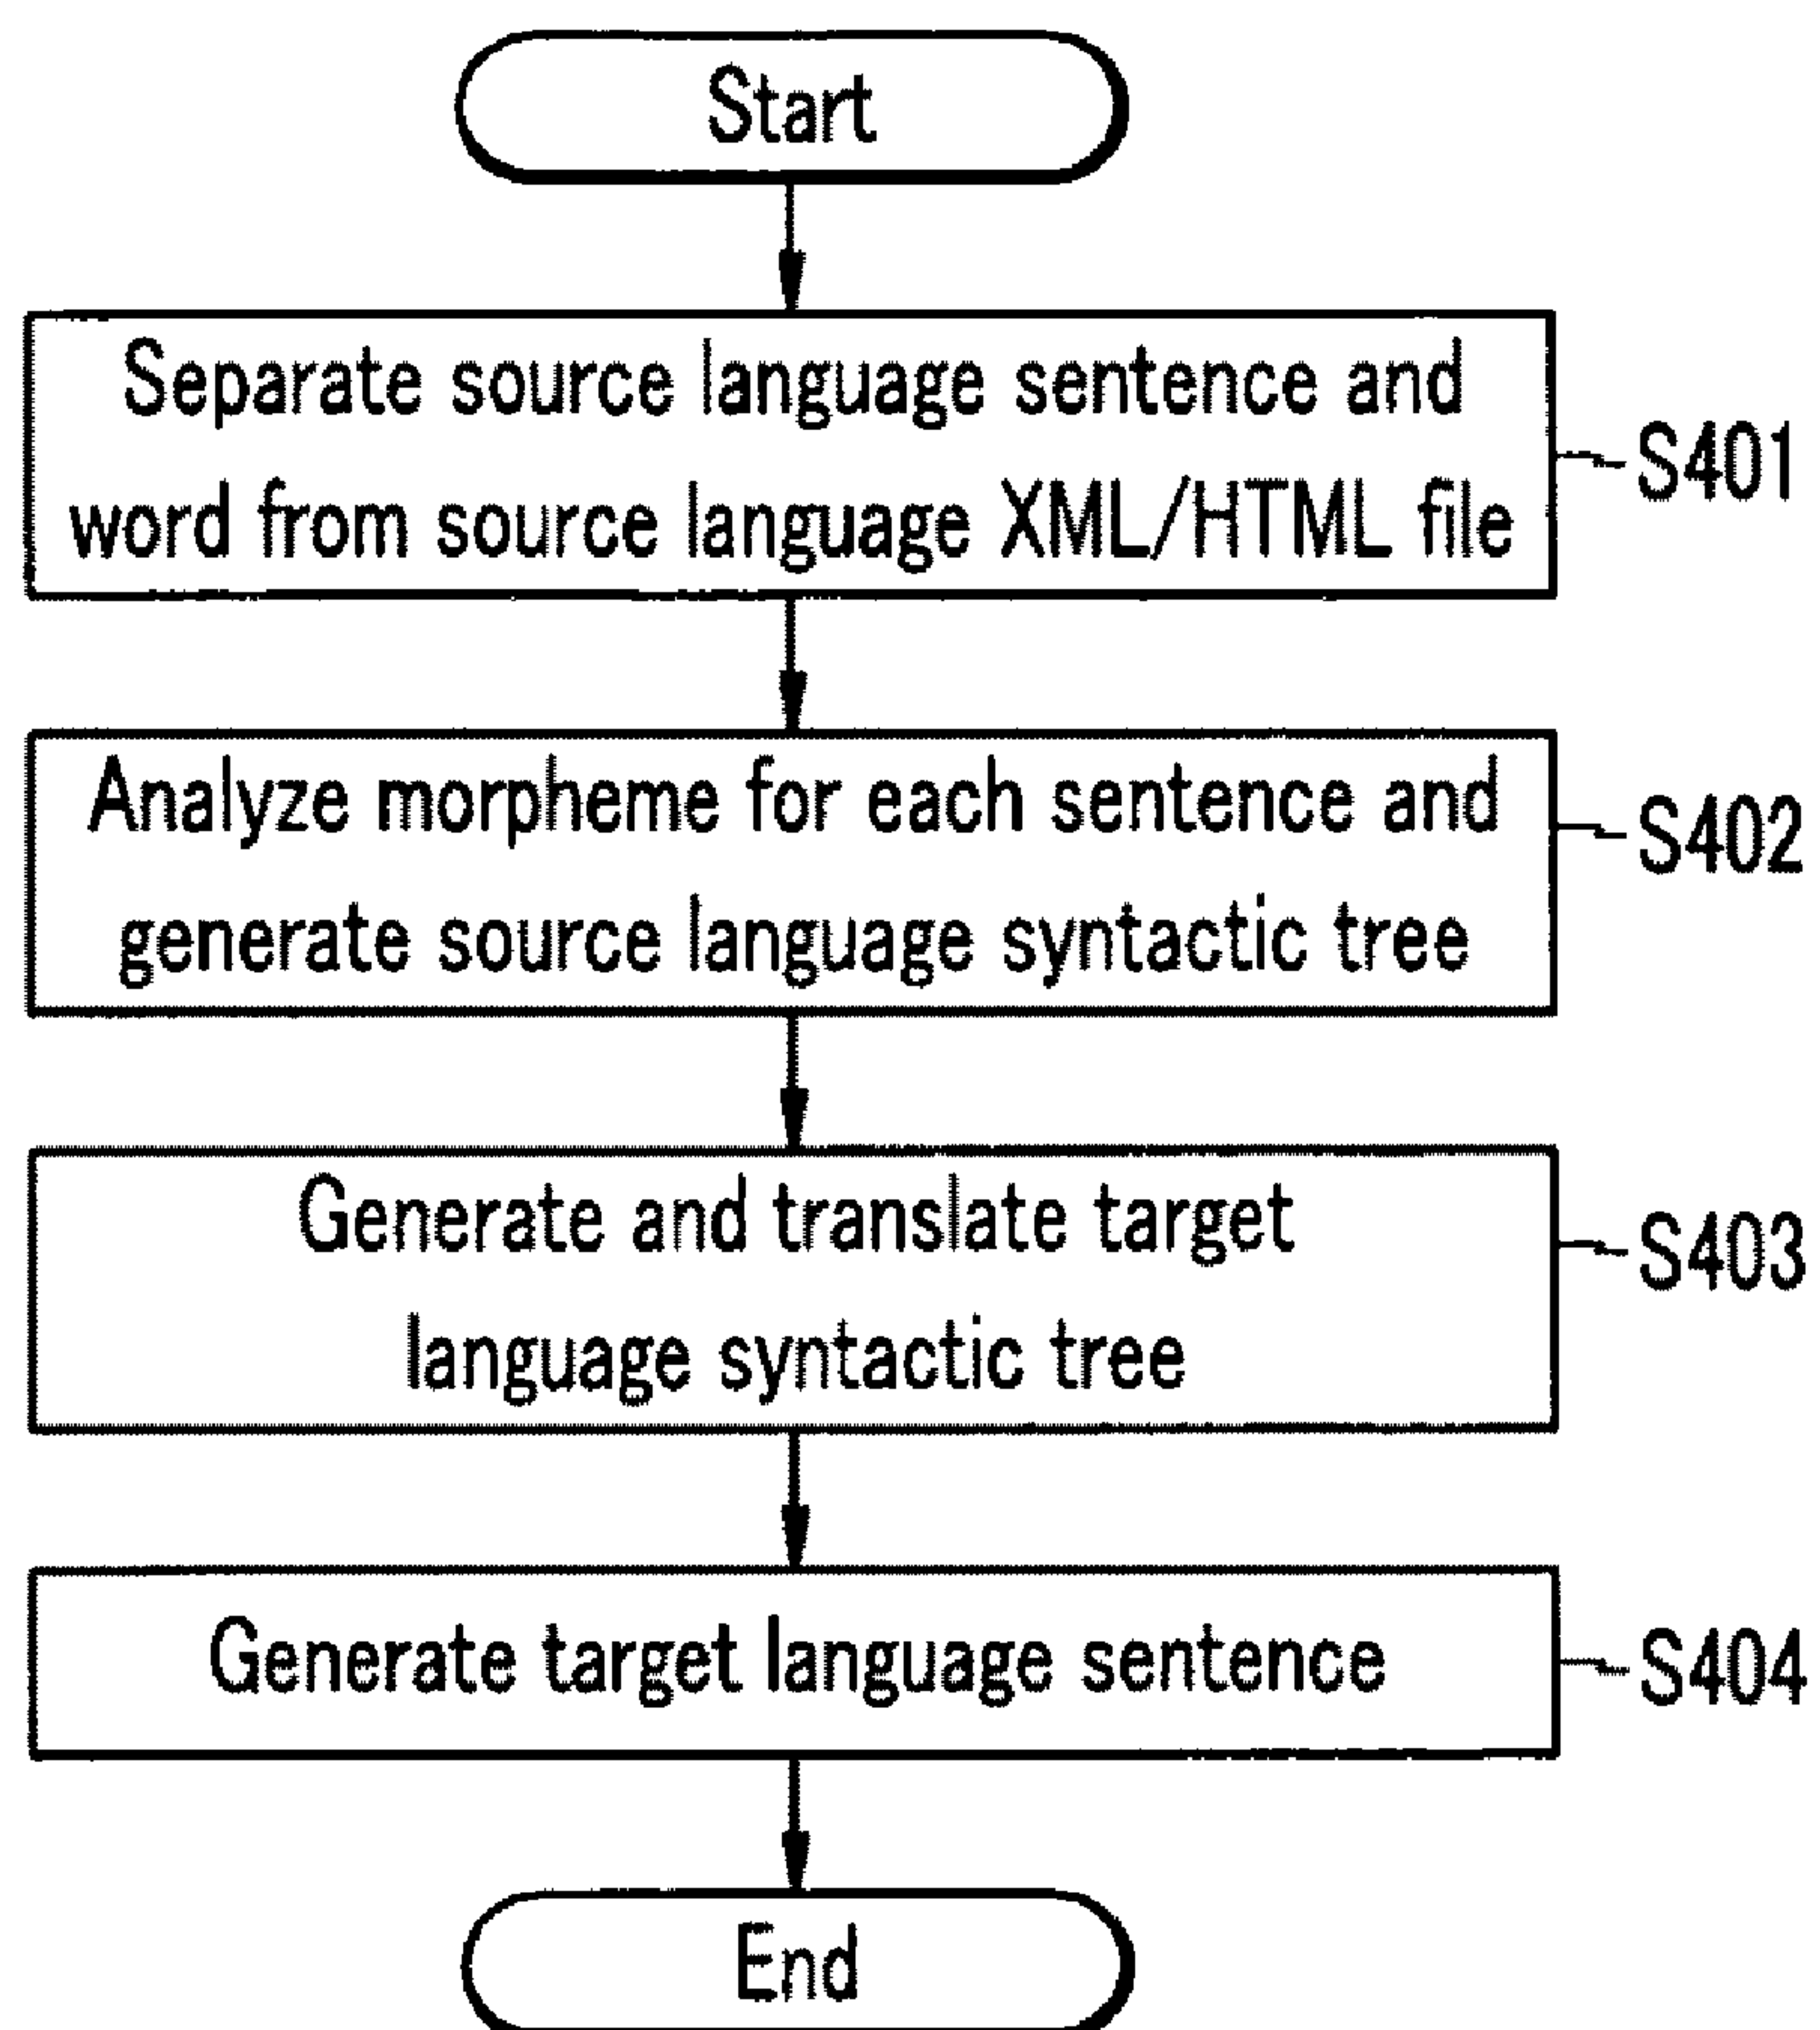 Start
Separate source language sentence and
word from source language XML/HTML file
S401
Analyze morpheme for each sentence and
generate source language syntactic tree
S402
Generate and translate target
language syntactic tree
S403
Generate target language sentence
S404
End